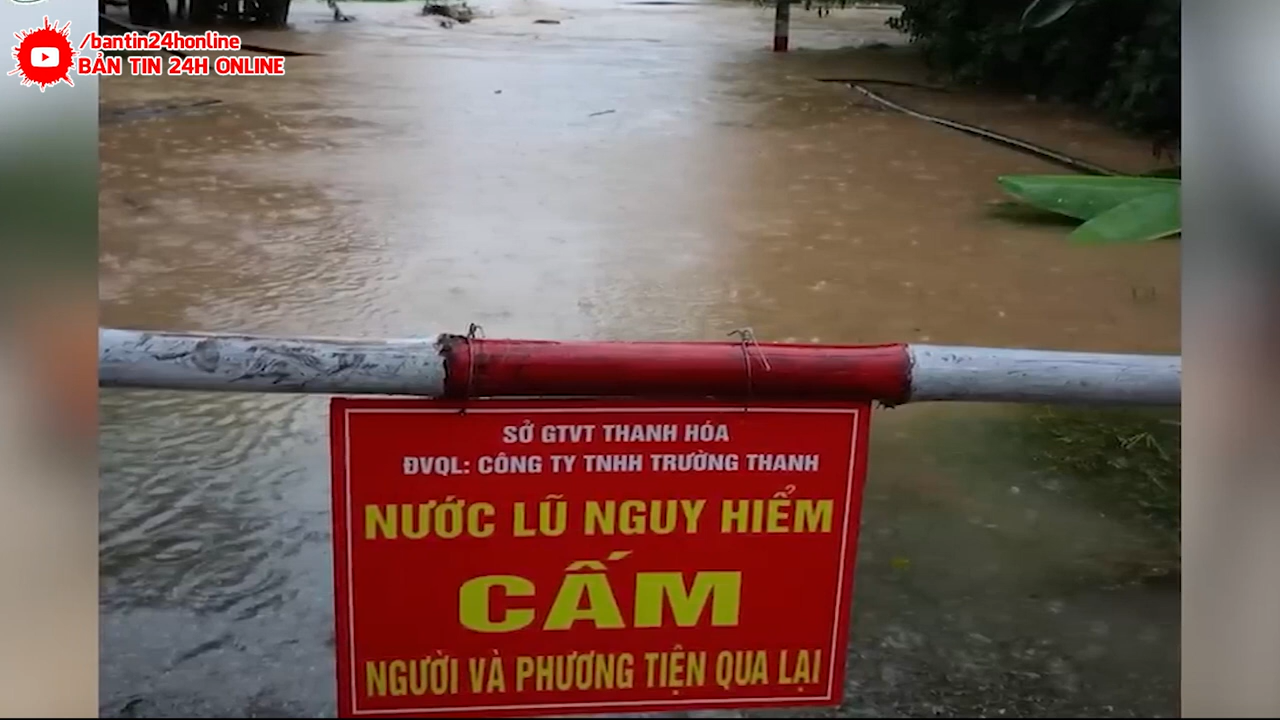 /bantin24honline
BẢN TIN 24H ONLINE
SỞ GTVT THANH HÓA
ĐVQL: CÔNG TY TNHH TRƯỜNG THANH
NƯỚC LŨ NGUY HIỂM
CẤM
NGƯỜI VÀ PHƯƠNG TIỆN QUA LẠI